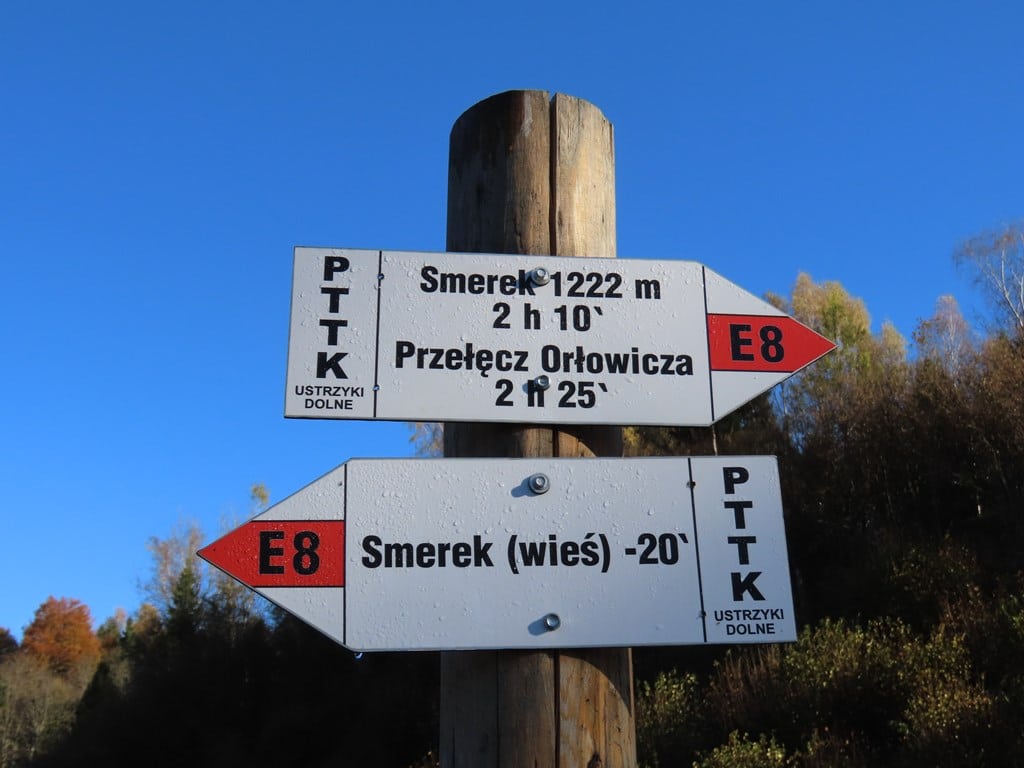 PTTK
USTRZYKI
DOLNE
Smerek 1222 m
2 h 10`
Przełęcz Orłowicza
2 h 25`
E8
E8
Smerek (wieś) -20`
PTTK
USTRZYKI
DOLNE